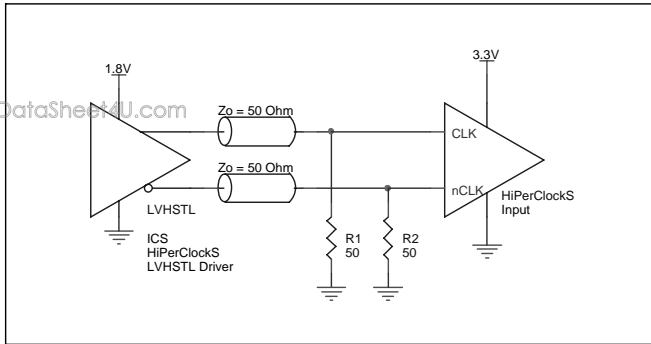 1.8V
3.3V
DataSheet4U.com
Zo = 50 Ohm
CLK
Zo = 50 Ohm
nCLK
HiPerClockS
Input
LVHSTL
ICS
HiPerClockS
LVHSTL Driver
R1
50
R2
50